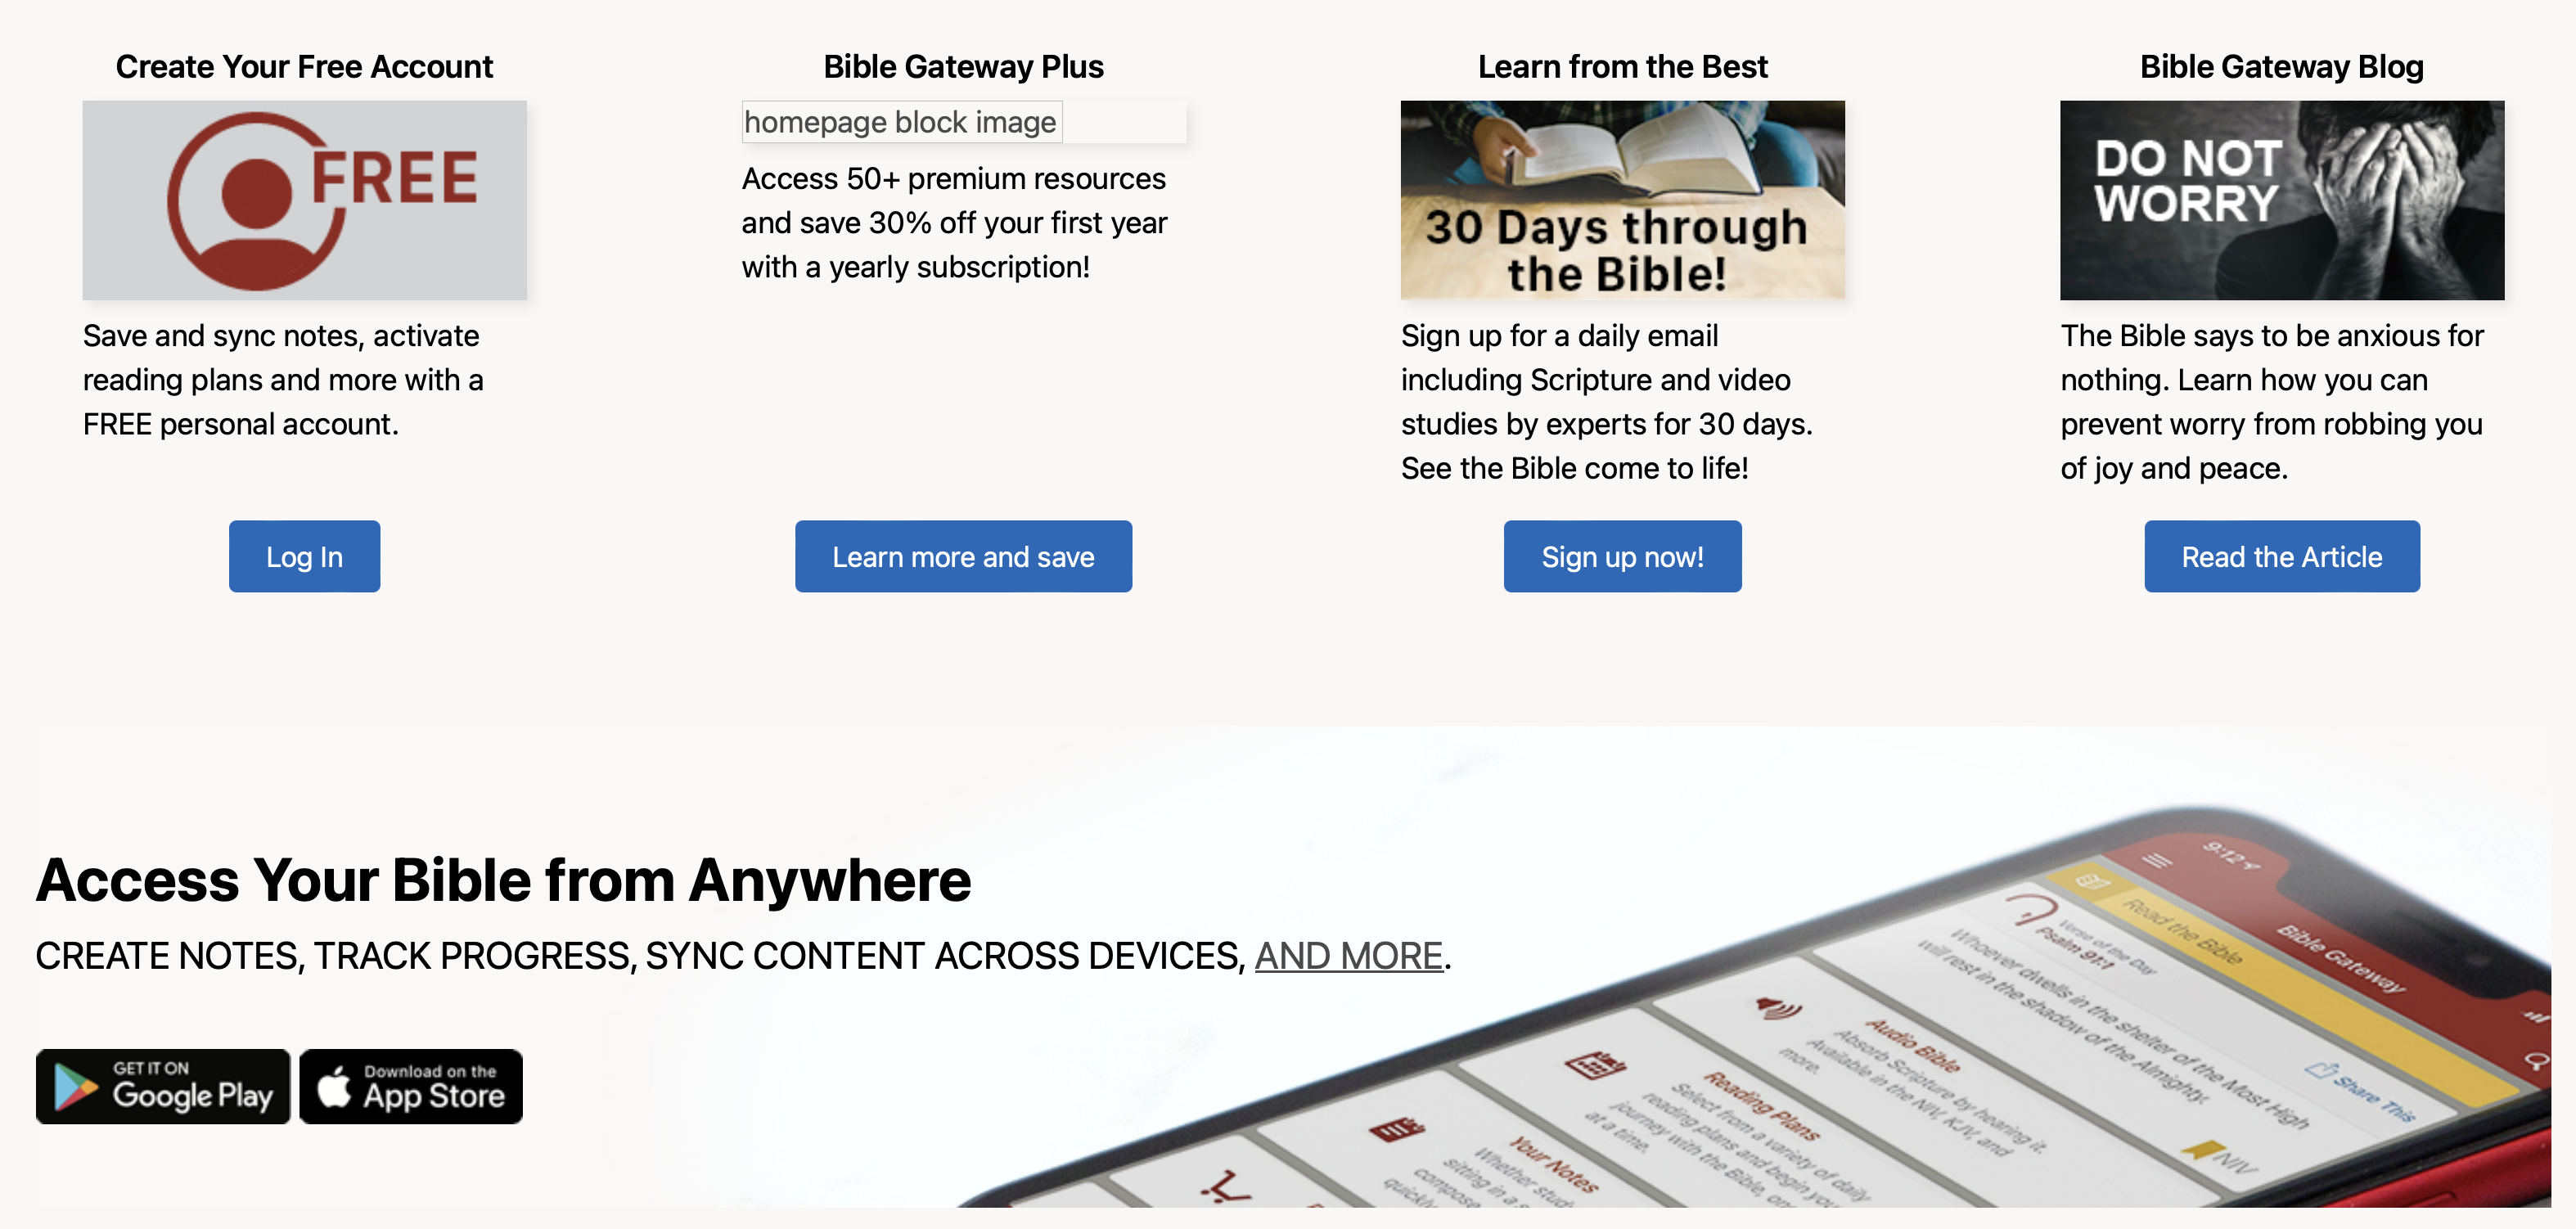 Create Your Free Account
FREE
Save and sync notes, activate
reading plans and more with a
FREE personal account.
Log In
Bible Gateway Plus
homepage block image
Access 50+ premium resources
and save 30% off your first year
with a yearly subscription!
Learn more and save
Learn from the Best
30 Days through
the Bible!
Sign up for a daily email
including Scripture and video
studies by experts for 30 days.
See the Bible come to life!
Sign up now!
Bible Gateway Blog
DO NOT
WORRY
The Bible says to be anxious for
nothing. Learn how you can
prevent worry from robbing you
of joy and peace.
Read the Article
Access Your Bible from Anywhere
CREATE NOTES, TRACK PROGRESS, SYNC CONTENT ACROSS DEVICES, AND MORE.
GET IT ON
Google Play
Download on the
App Store
9:12
Bible Gateway
Read the Bible
Verse of the Day
Psalm 91:1
Whoever dwells in the shelter of the Most High
will rest in the shadow of the Almighty.
Share This
NIV
Audio Bible
Absorb Scripture by hearing it.
Available in the NIV, KJV, and
more.
Reading Plans
Select from a variety of daily
reading plans and begin your
journey with the Bible, one
at a time.
Your Notes
Whether
sitting in a
compose
quickly